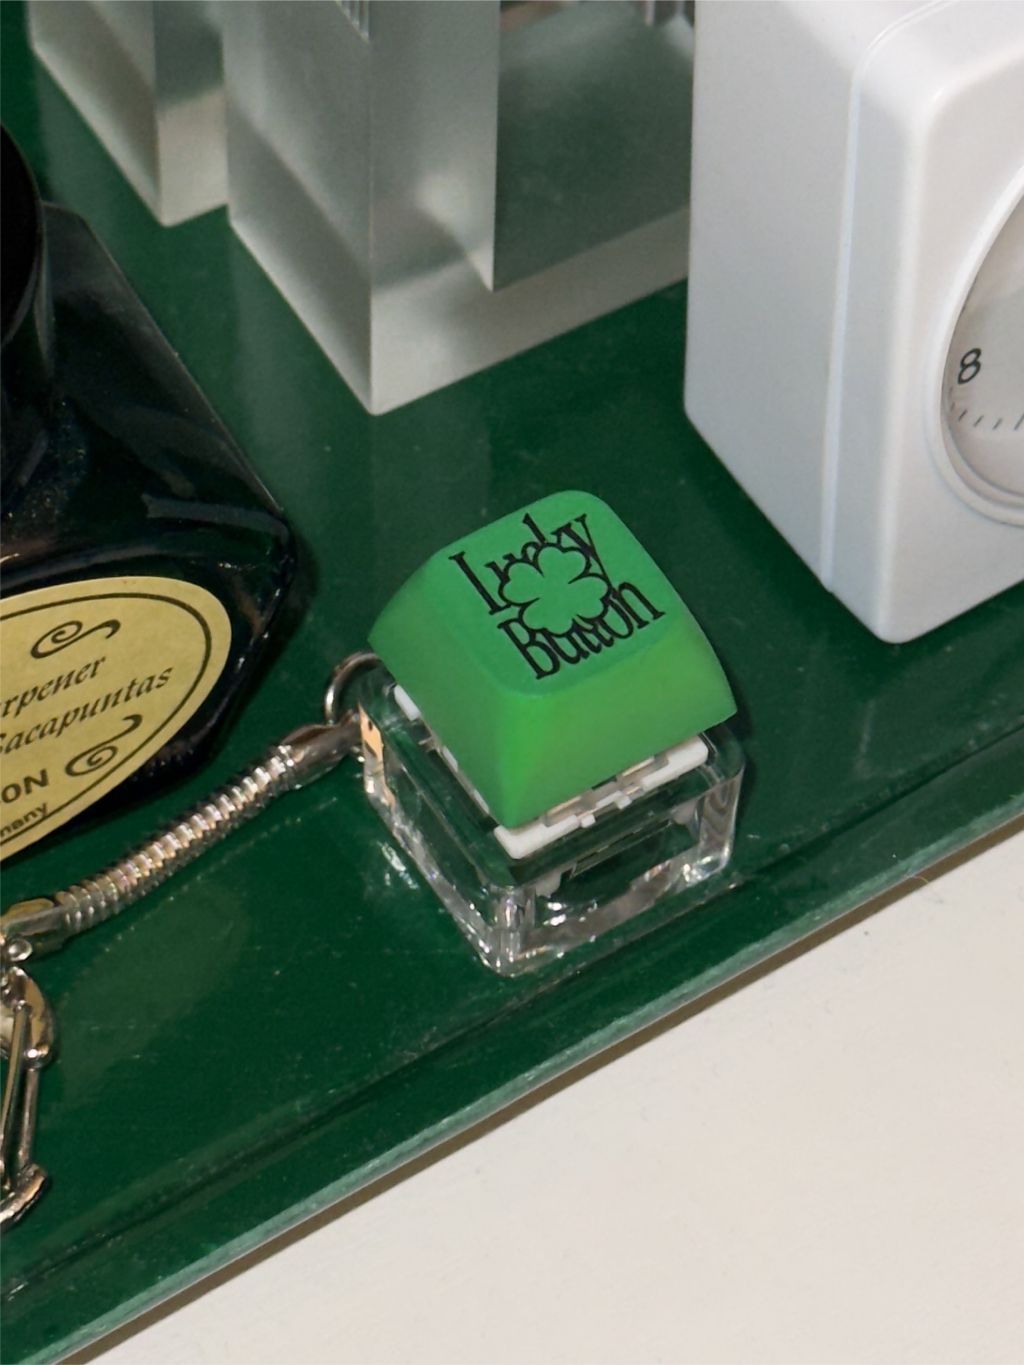 8
Lucky
Button
rpener
Sacapuntas
ON
many